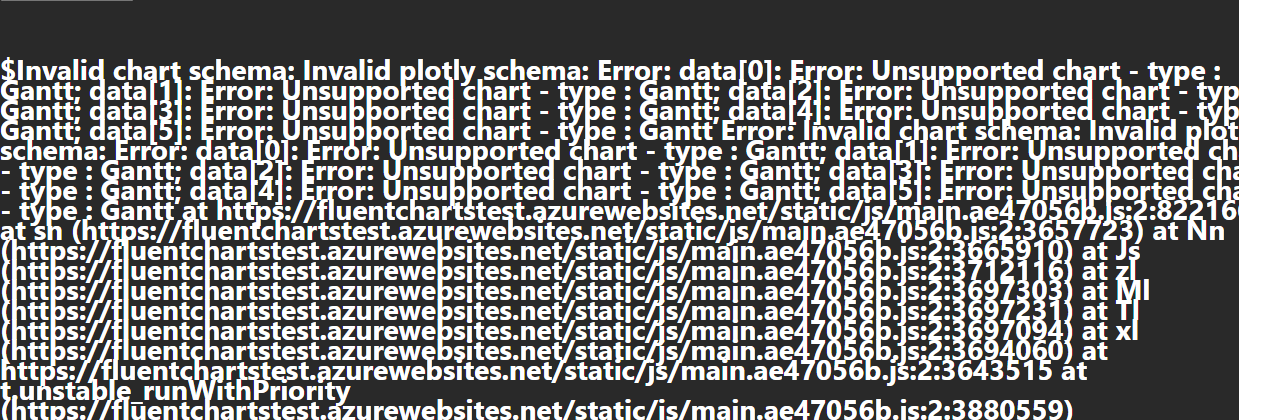 $Invalid chart schema: Invalid plotly schema: Error: data[0]: Error: Unsupported chart - type :
Gantt; data[1]: Error: Unsupported chart - type : Gantt; data[2]: Error: Unsupported chart - typ
Gantt; data[3]: Error: Unsupported chart - type : Gantt; data[4]: Error: Unsupported chart - typ
Gantt; data[5]: Error: Unsupported chart - type : Gantt Error: Invalid chart schema: Invalid plot
schema: Error: data[0]: Error: Unsupported chart - type : Gantt; data[1]: Error: Unsupported ch
- type : Gantt; data[2]: Error: Unsupported chart - type : Gantt; data[3]: Error: Unsupported cha
- type : Gantt; data[4]: Error: Unsupported chart - type : Gantt; data[5]: Error: Unsupported cha
- type : Gantt at https://fluentchartstest.azurewebsites.net/static/js/main.ae47056b.js:2:822166
at sh (https://fluentchartstest.azurewebsites.net/static/js/main.ae47056b.js:2:3657723) at Nn
(https://fluentchartstest.azurewebsites.net/static/js/main.ae47056b.js:2:3665910) at Js
(https://fluentchartstest.azurewebsites.net/static/js/main.ae47056b.js:2:3712116) at zl
(https://fluentchartstest.azurewebsites.net/static/js/main.ae47056b.js:2:3697303) at Ml
(https://fluentchartstest.azurewebsites.net/static/js/main.ae47056b.js:2:3697231) at Tl
(https://fluentchartstest.azurewebsites.net/static/js/main.ae47056b.js:2:3697094) at xl
(https://fluentchartstest.azurewebsites.net/static/js/main.ae47056b.js:2:3694060) at
https://fluentchartstest.azurewebsites.net/static/js/main.ae47056b.js:2:3643515 at
t.unstable_runWithPriority
(https://fluentchartstest.azurewebsites.net/static/js/main.ae47056b.js:2:3880559)